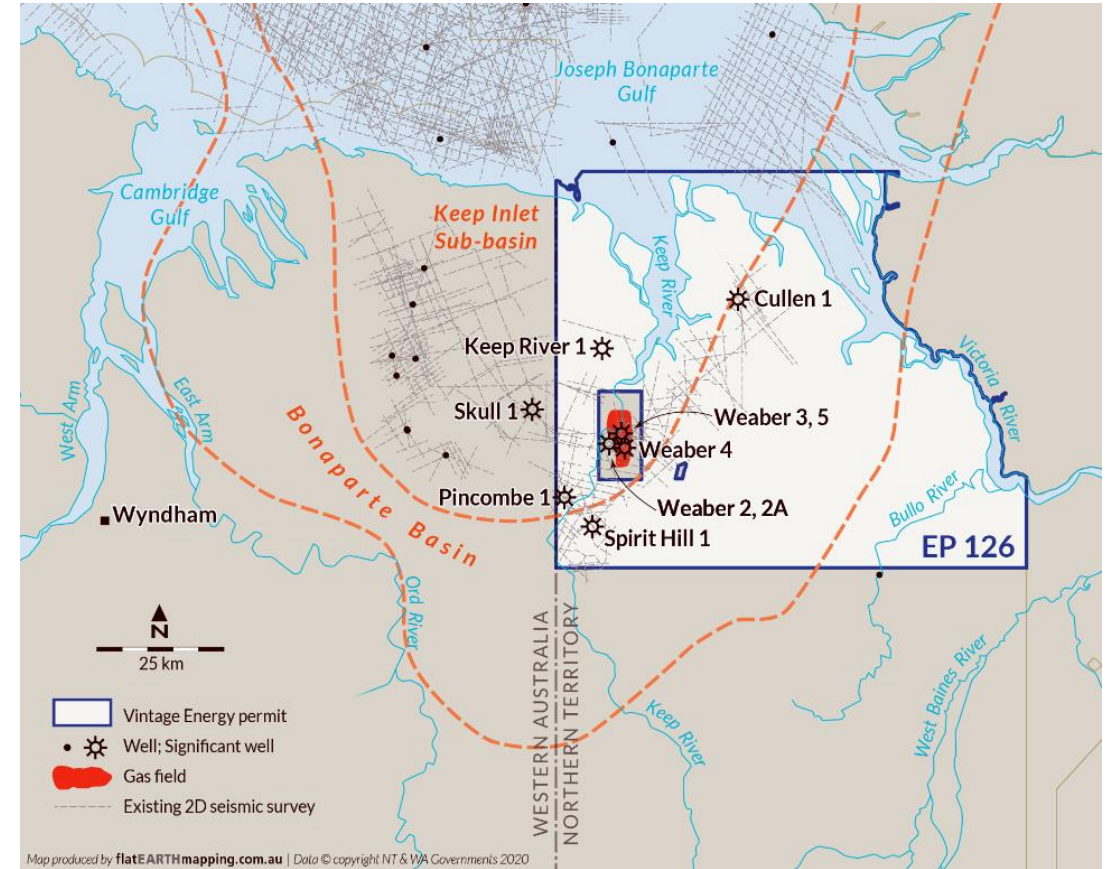 Joseph Bonaparte
Gulf
Cambridge
Gulf
Keep Inlet
Sub-basin
Keep River
Cullen 1
Keep River 1
Victoria River
West Arm
East Arm
Skull 1
Weaber 3, 5
Weaber 4
Bonaparte Basin
Pincombe 1
Weaber 2, 2A
Wyndham
Spirit Hill 1
Bullo River
EP 126
Ord River
N
25 km
WESTERN AUSTRALIA
NORTHERN TERRITORY
Keep River
West Baines River
Vintage Energy permit
Well; Significant well
Gas field
Existing 2D seismic survey
Map produced by flatEARTHmapping.com.au | Data © copyright NT & WA Governments 2020